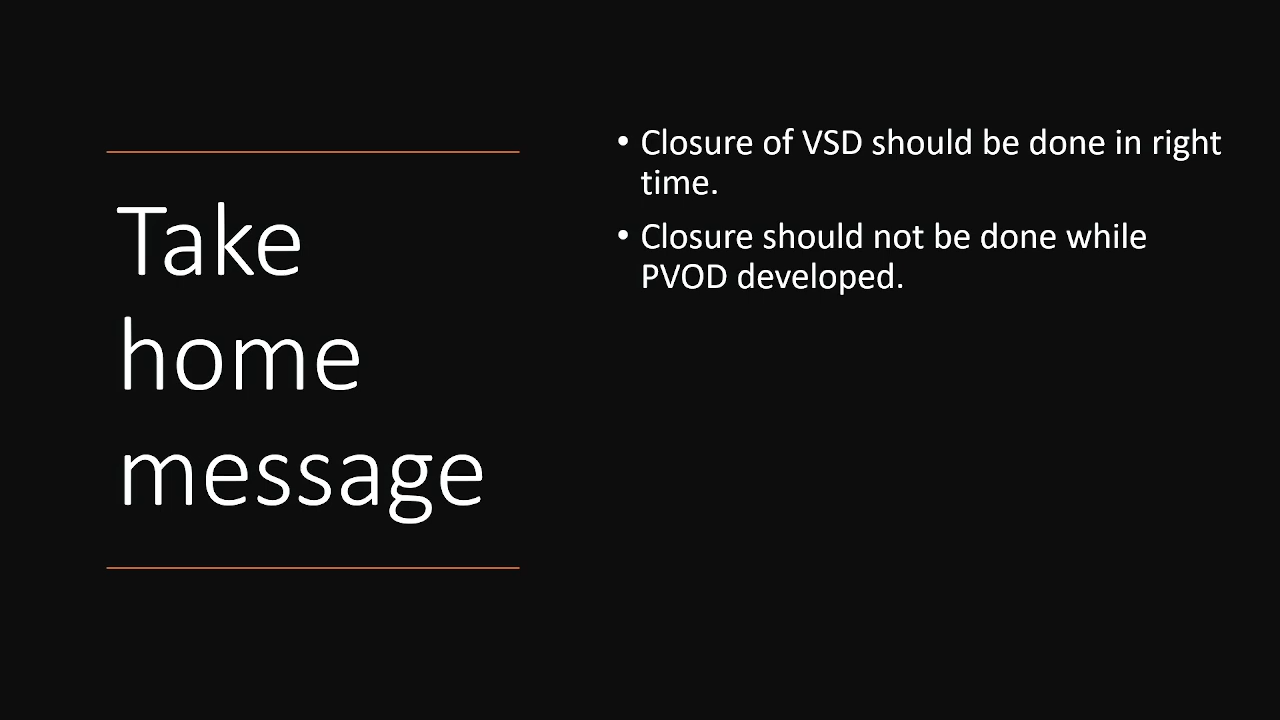 Take
home
message
• Closure of VSD should be done in right
time.
• Closure should not be done while
PVOD developed.